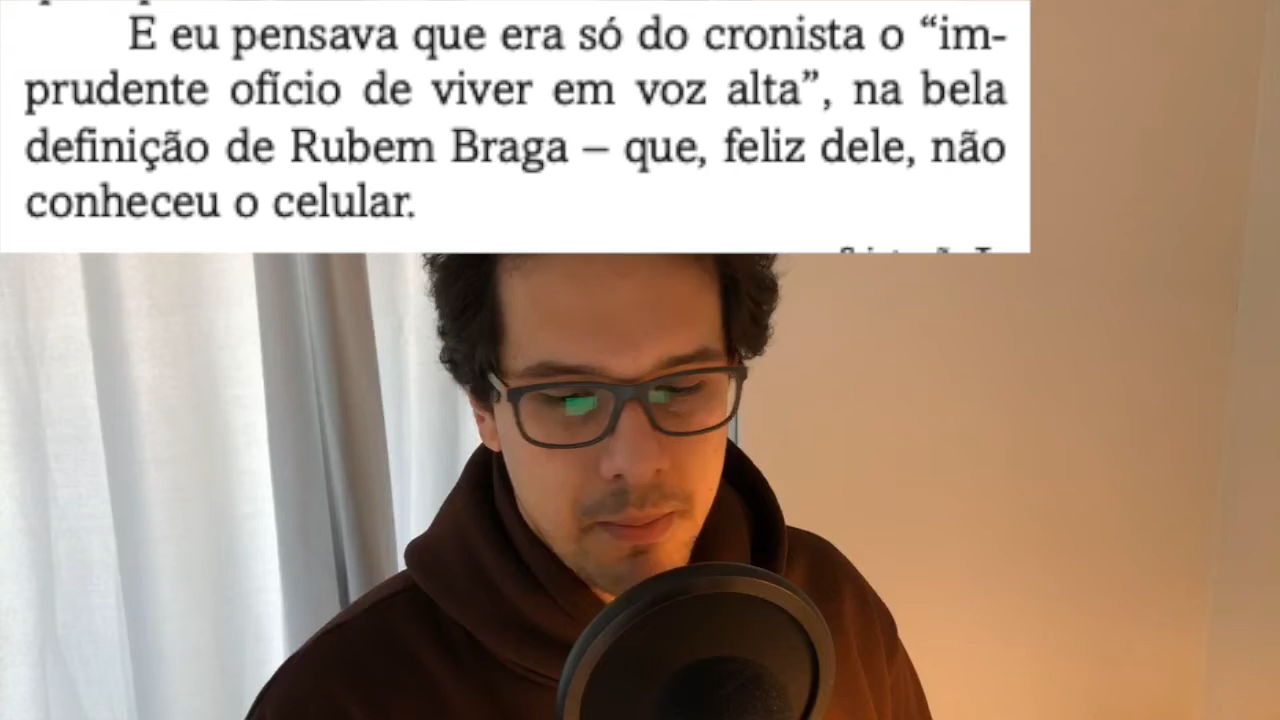 E eu pensava que era só do cronista o “im-
prudente ofício de viver em voz alta”, na bela
definição de Rubem Braga – que, feliz dele, não
conheceu o celular.